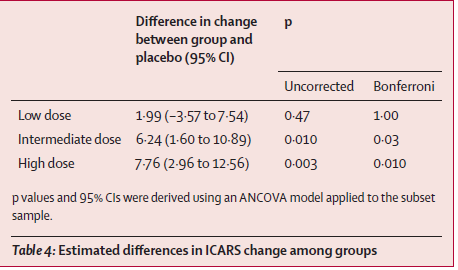 Difference in change
between group and
placebo (95% CI)
p
Uncorrected Bonferroni
Low dose 1·99 (–3·57 to 7·54) 0·47 1·00
Intermediate dose 6·24 (1·60 to 10·89) 0·010 0·03
High dose 7·76 (2·96 to 12·56) 0·003 0·010
p values and 95% CIs were derived using an ANCOVA model applied to the subset
sample.
Table 4: Estimated differences in ICARS change among groups